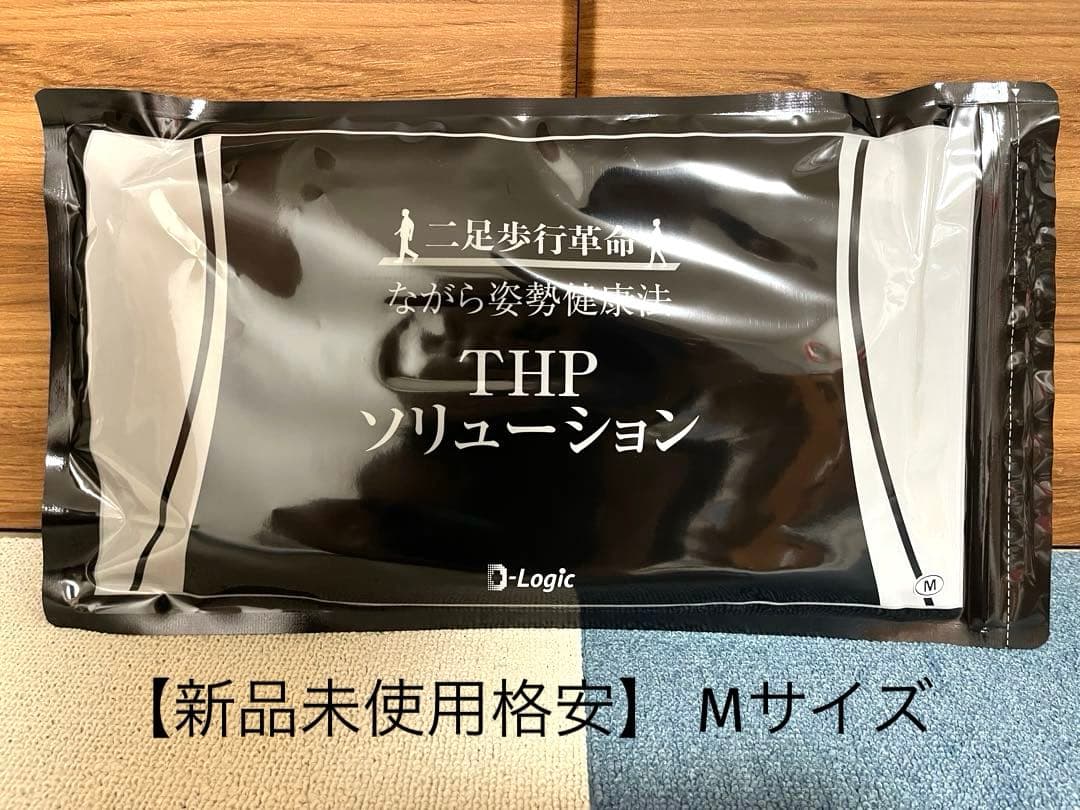 二足歩行革命
ながら姿勢健康法
THP
ソリューション
D-Logic
M
【新品未使用格安】 Mサイズ